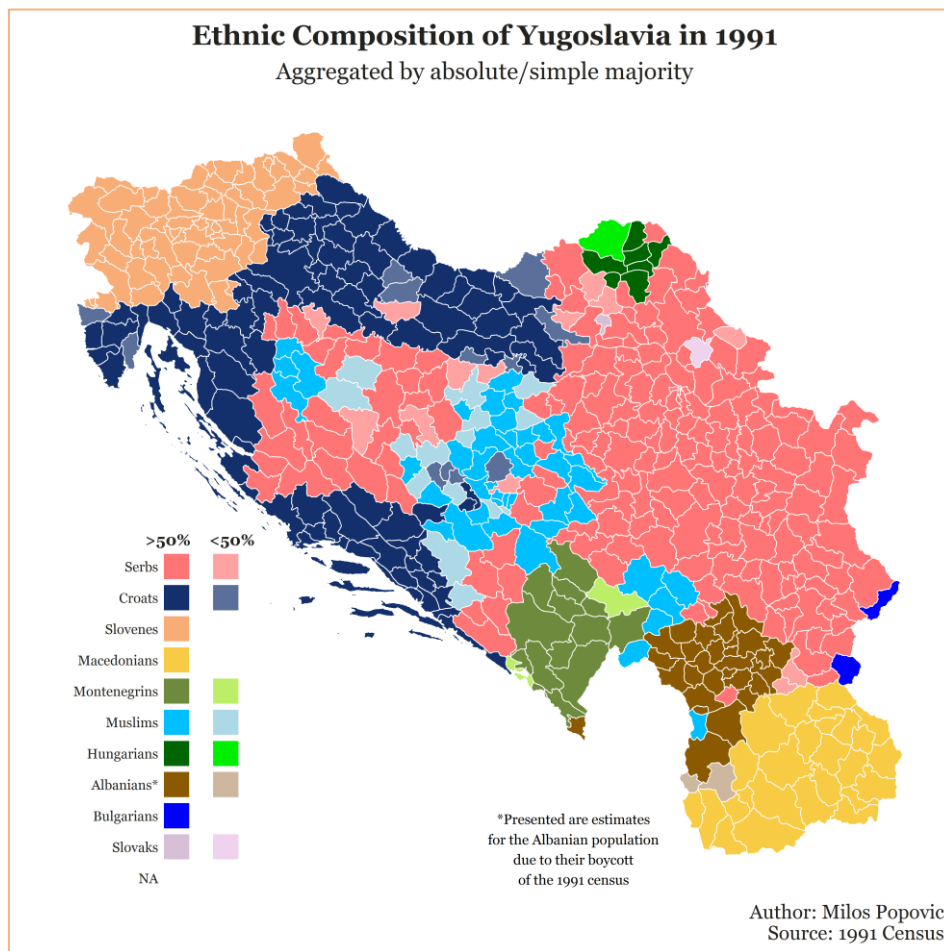 Ethnic Composition of Yugoslavia in 1991
Aggregated by absolute/simple majority
>50% <50%
Serbs
Croats
Slovenes
Macedonians
Montenegrins
Muslims
Hungarians
Albanians*
Bulgarians
Slovaks
NA
*Presented are estimates
for the Albanian population
due to their boycott
of the 1991 census
Author: Milos Popovic
Source: 1991 Census